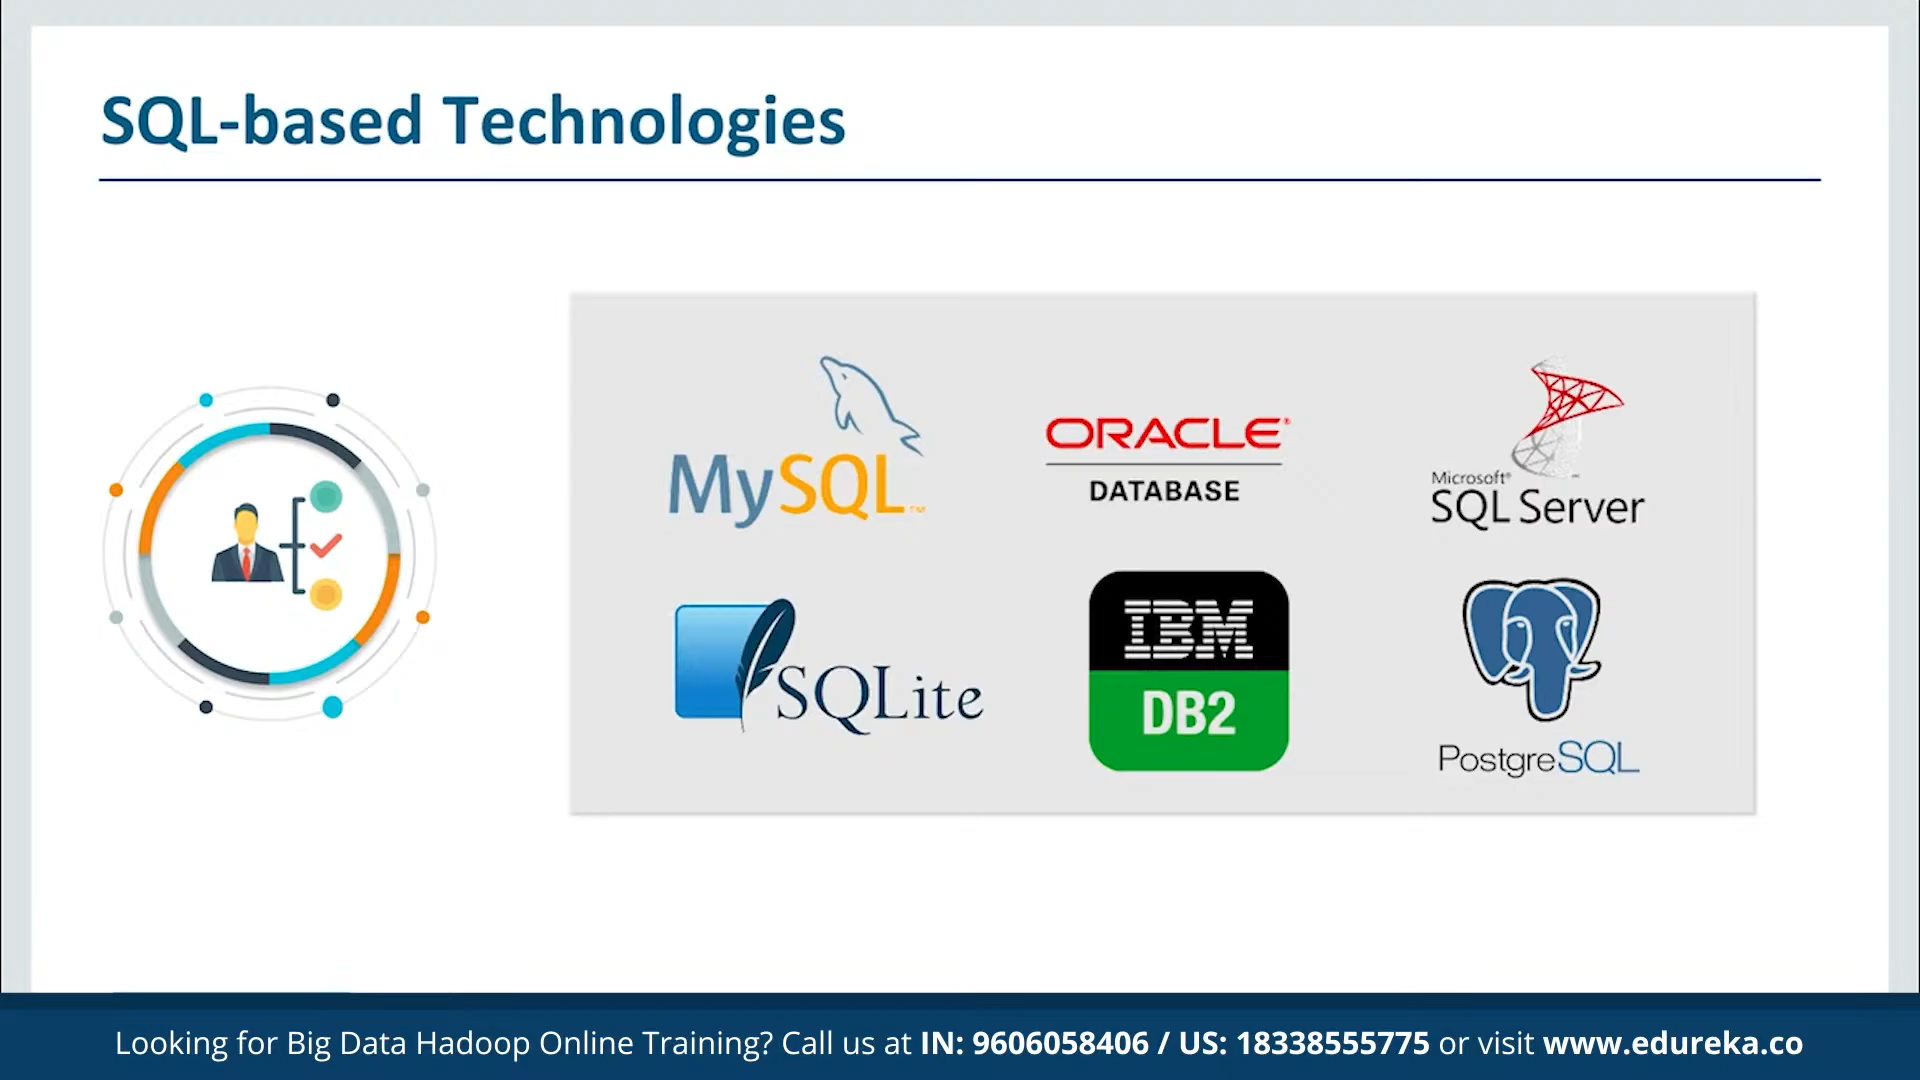 SQL-based Technologies
MySQL™
ORACLE®
DATABASE
Microsoft®
SQL Server
SQLite
IBM
DB2
PostgreSQL
Looking for Big Data Hadoop Online Training? Call us at IN: 9606058406 / US: 18338555775 or visit www.edureka.co